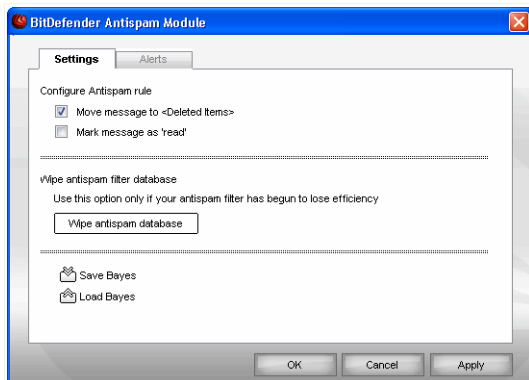 BitDefender Antispam Module
Settings
Alerts
Configure Antispam rule
Move message to <Deleted Items>
Mark message as 'read'
Wipe antispam filter database
Use this option only if your antispam filter has begun to lose efficiency
Wipe antispam database
Save Bayes
Load Bayes
OK
Cancel
Apply